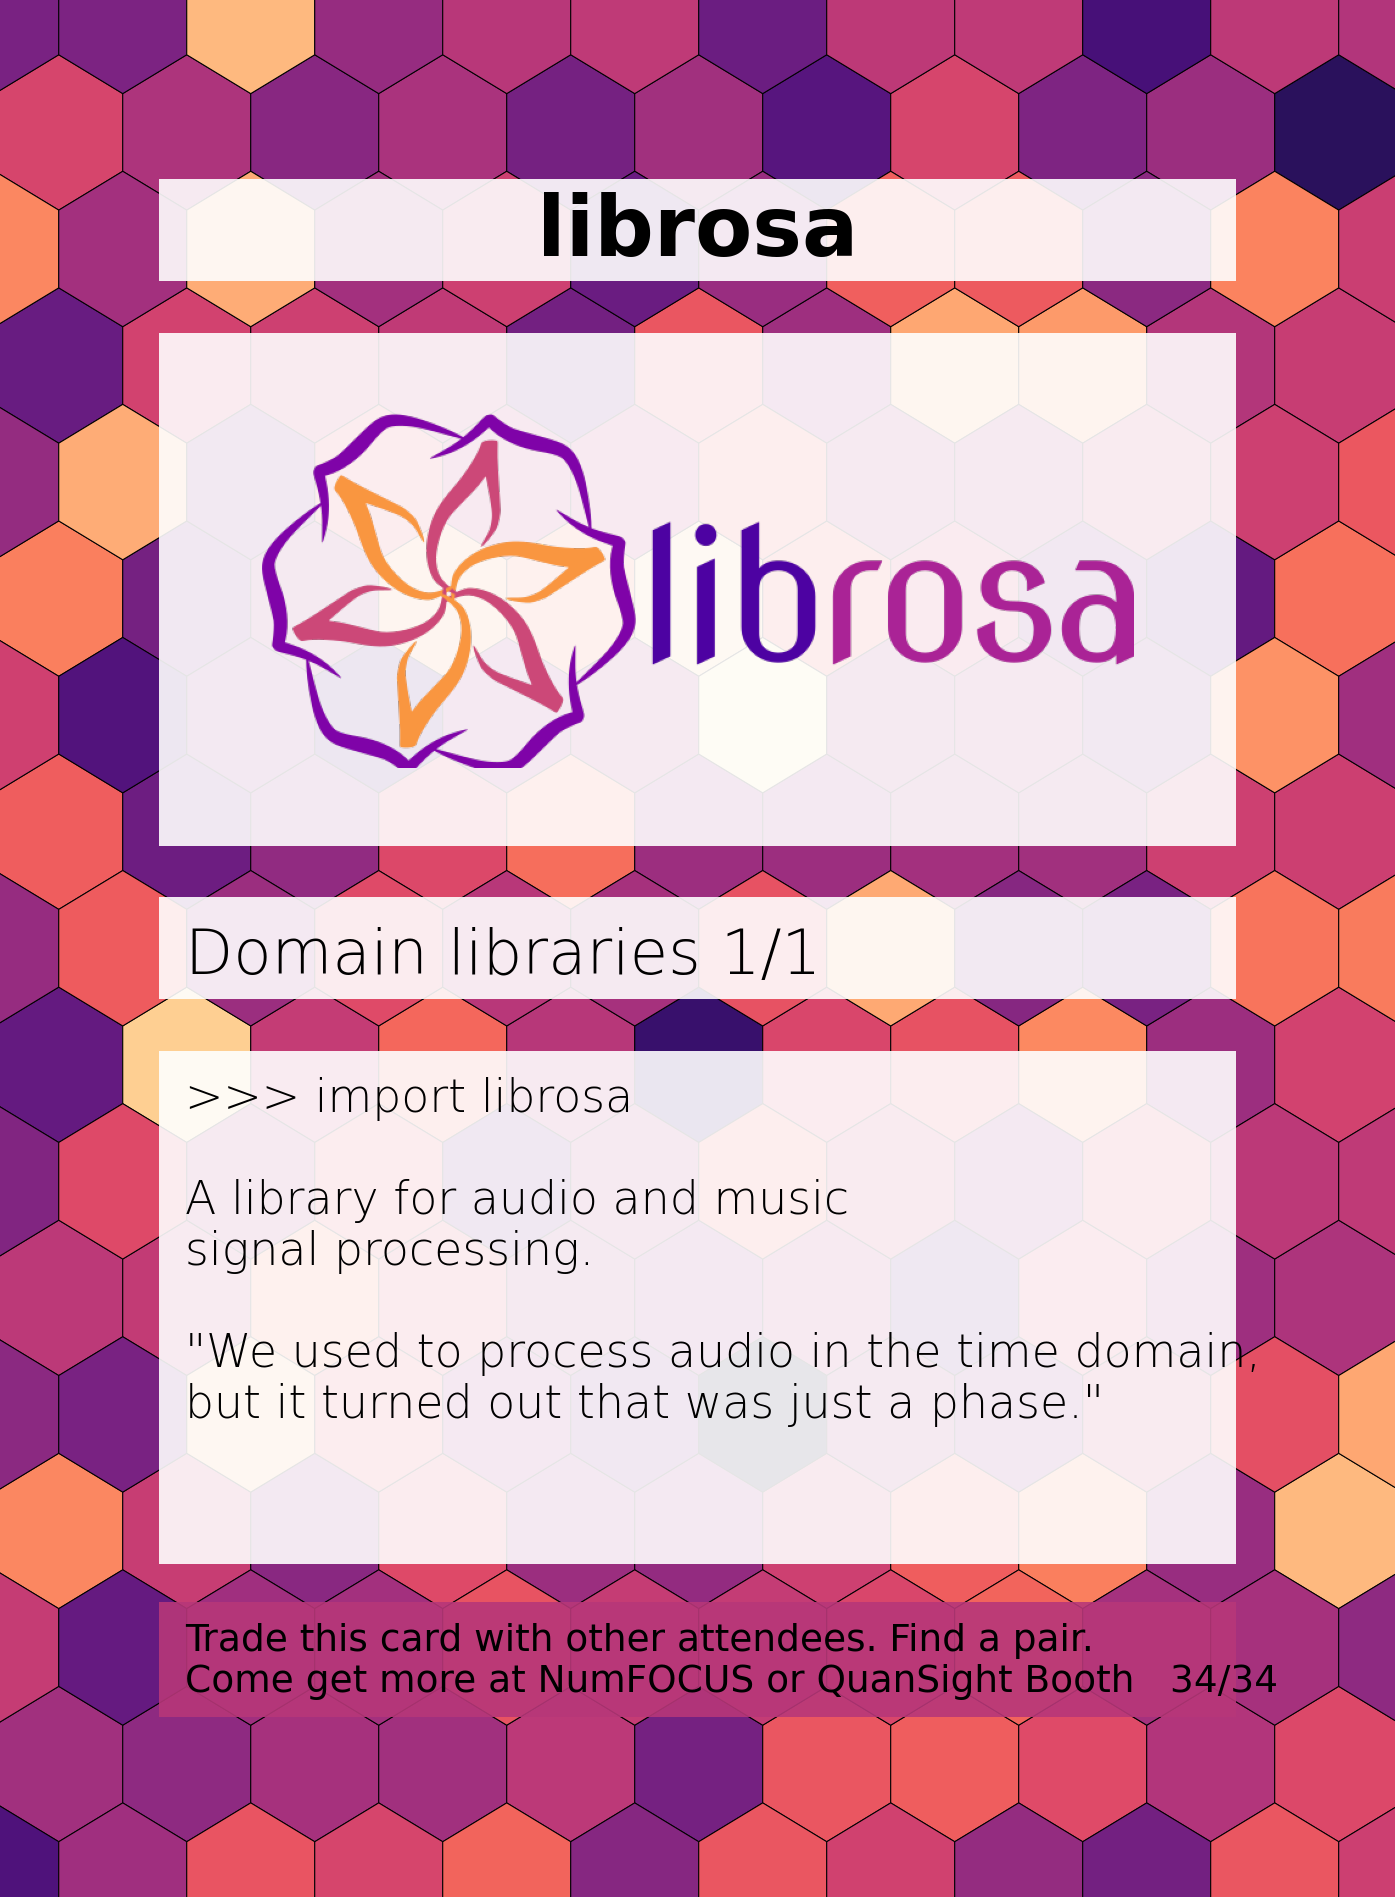 librosa
librosa
Domain libraries 1/1
>>> import librosa
A library for audio and music
signal processing.
"We used to process audio in the time domain,
but it turned out that was just a phase."
Trade this card with other attendees. Find a pair.
Come get more at NumFOCUS or QuanSight Booth   34/34